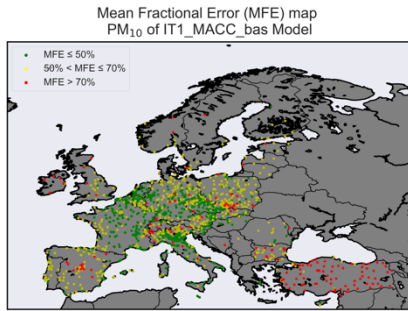 Mean Fractional Error (MFE) map
PM₁₀ of IT1_MACC_bas Model
MFE ≤ 50%
50% < MFE ≤ 70%
MFE > 70%